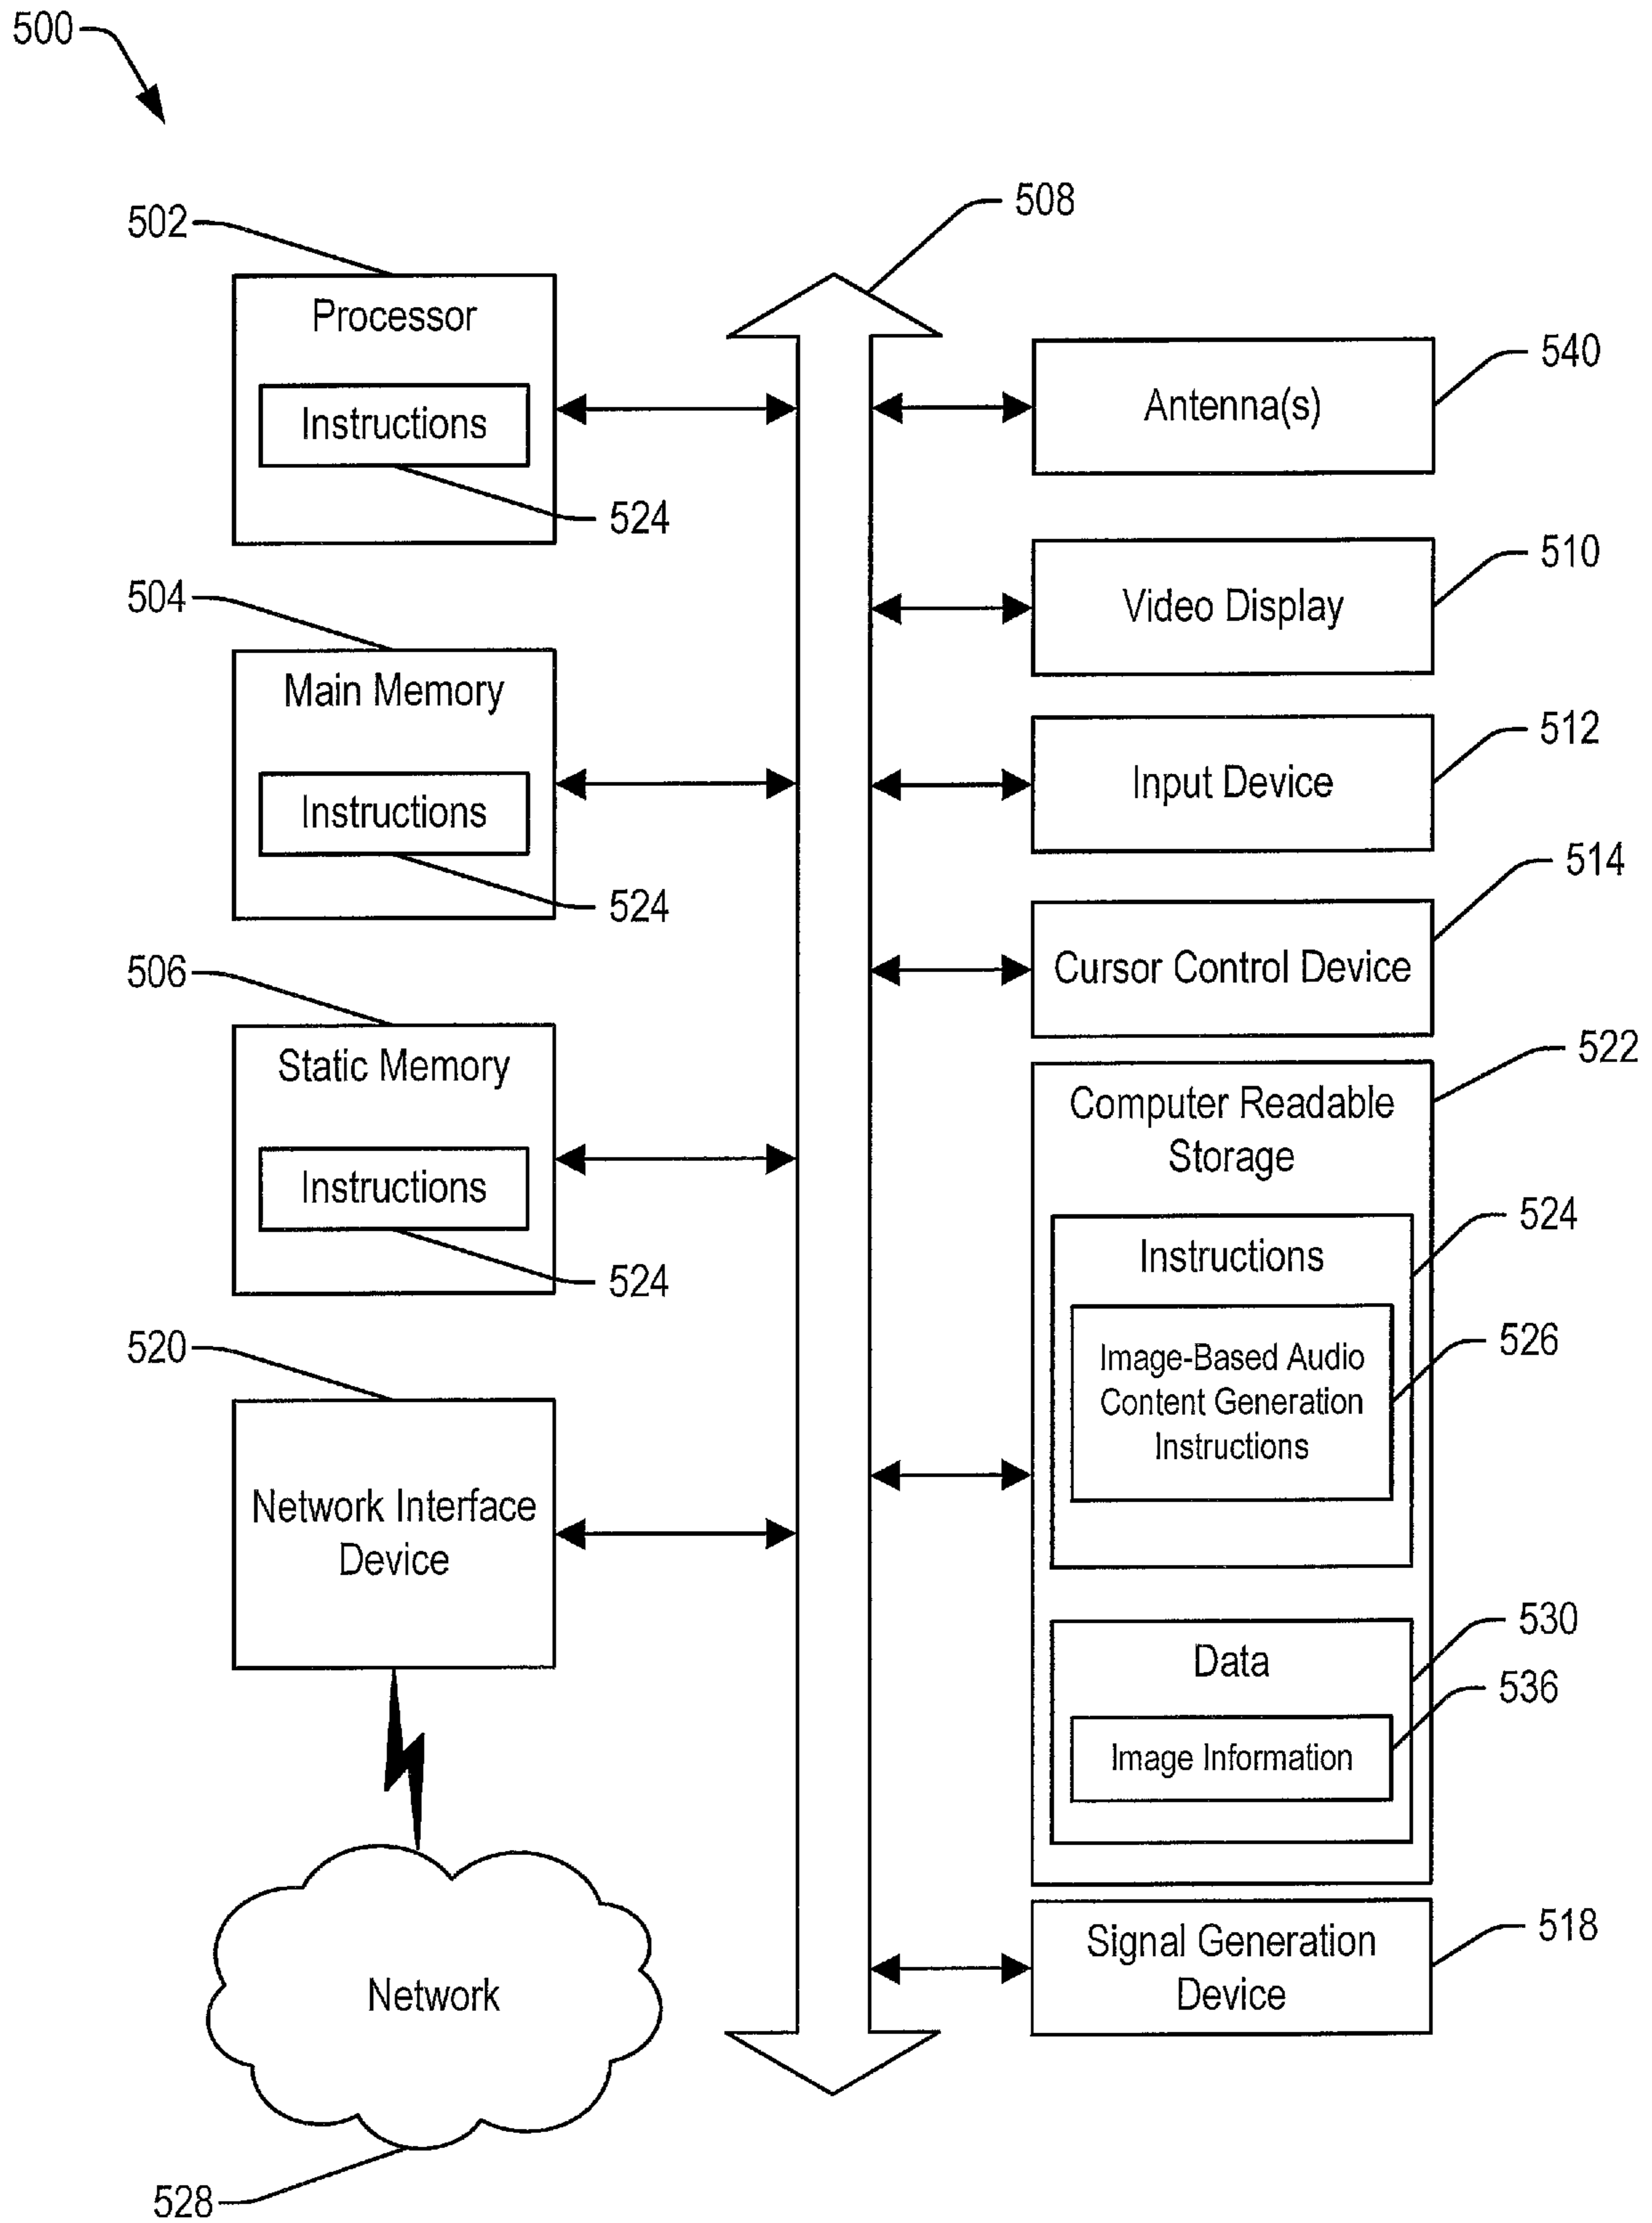 500
502
Processor
Instructions
524
504
Main Memory
Instructions
524
506
Static Memory
Instructions
524
520
Network Interface
Device
Network
528
508
540
Antenna(s)
510
Video Display
512
Input Device
514
Cursor Control Device
522
Computer Readable
Storage
524
Instructions
526
Image-Based Audio
Content Generation
Instructions
530
Data
536
Image Information
518
Signal Generation
Device